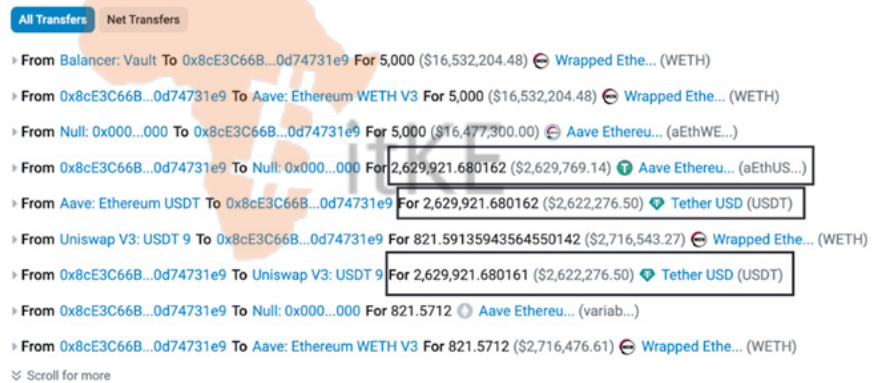 All Transfers Net Transfers
From Balancer: Vault To 0x8cE3C66B...0d74731e9 For 5,000 ($16,532,204.48) Wrapped Ethe... (WETH)
From 0x8cE3C66B...0d74731e9 To Aave: Ethereum WETH V3 For 5,000 ($16,532,204.48) Wrapped Ethe... (WETH)
From Null: 0x000...000 To 0x8cE3C66B...0d74731e9 For 5,000 ($16,477,300.00) Aave Ethereu... (aEthWE...)
From 0x8cE3C66B...0d74731e9 To Null: 0x000...000 For 2,629,921.680162 ($2,629,769.14) Aave Ethereu... (aEthUS...)
From Aave: Ethereum USDT To 0x8cE3C66B...0d74731e9 For 2,629,921.680162 ($2,622,276.50) Tether USD (USDT)
From Uniswap V3: USDT 9 To 0x8cE3C66B...0d74731e9 For 821.59135943564550142 ($2,716,543.27) Wrapped Ethe... (WETH)
From 0x8cE3C66B...0d74731e9 To Uniswap V3: USDT 9 For 2,629,921.680161 ($2,622,276.50) Tether USD (USDT)
From 0x8cE3C66B...0d74731e9 To Null: 0x000...000 For 821.5712 Aave Ethereu... (variab...)
From 0x8cE3C66B...0d74731e9 To Aave: Ethereum WETH V3 For 821.5712 ($2,716,476.61) Wrapped Ethe... (WETH)
Scroll for more
itKE